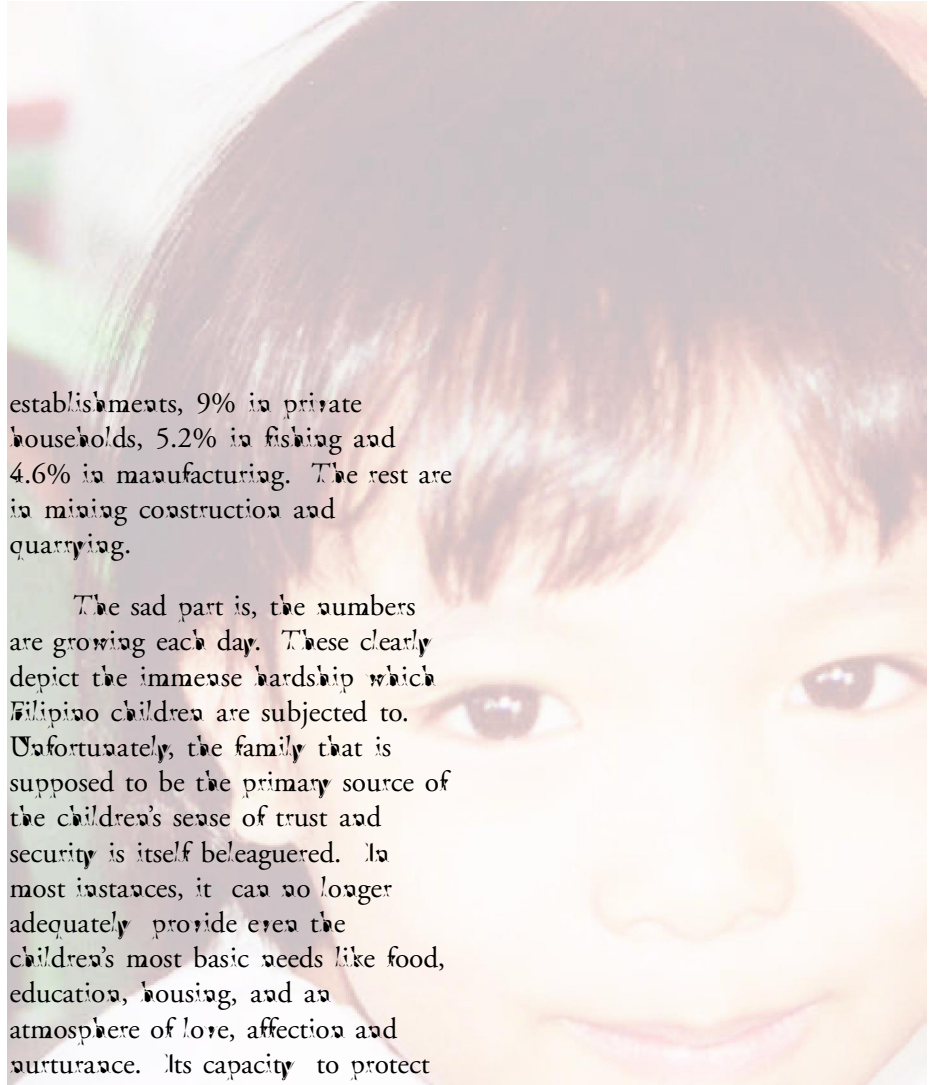 establishments, 9% in private
households, 5.2% in fishing and
4.6% in manufacturing.  The rest are
in mining construction and
quarrying.
The sad part is, the numbers
are growing each day.  These clearly
depict the immense hardship which
Filipino children are subjected to.
Unfortunately, the family that is
supposed to be the primary source of
the children's sense of trust and
security is itself beleaguered.  In
most instances, it  can no longer
adequately  provide even the
children's most basic needs like food,
education, housing, and an
atmosphere of love, affection and
nurturance.  Its capacity  to protect